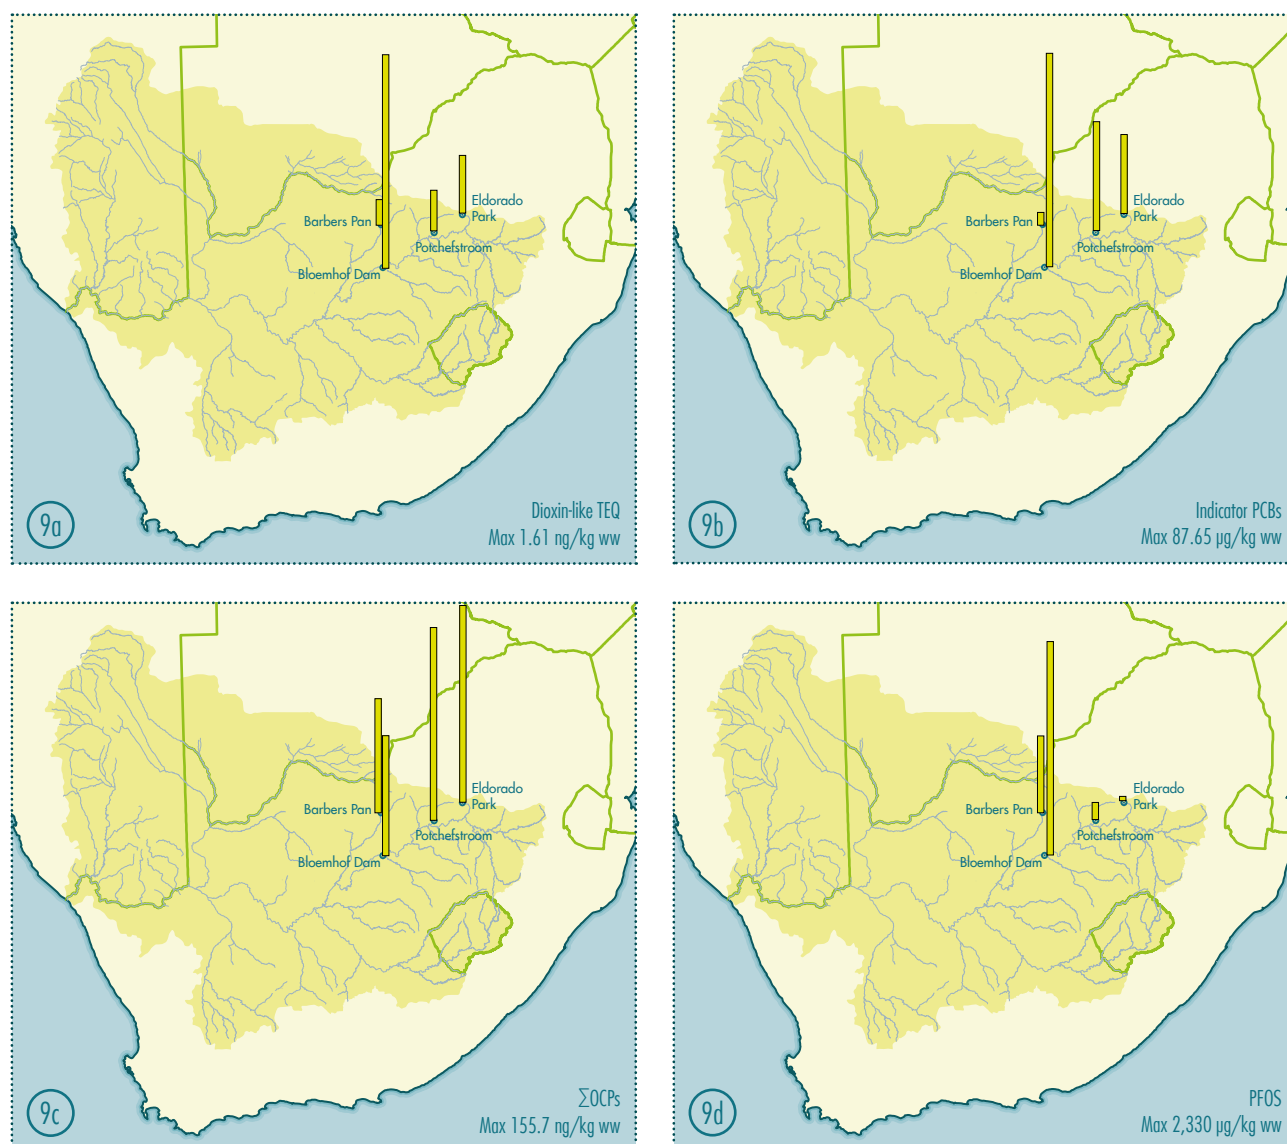 Eldorado
Park
Barbers Pan
Potchefstroom
Bloemhof Dam
9a
Dioxin-like TEQ
Max 1.61 ng/kg ww
Eldorado
Park
Barbers Pan
Potchefstroom
Bloemhof Dam
9b
Indicator PCBs
Max 87.65 µg/kg ww
Eldorado
Park
Barbers Pan
Potchefstroom
Bloemhof Dam
9c
∑OCPs
Max 155.7 ng/kg ww
Eldorado
Park
Barbers Pan
Potchefstroom
Bloemhof Dam
9d
PFOS
Max 2,330 µg/kg ww